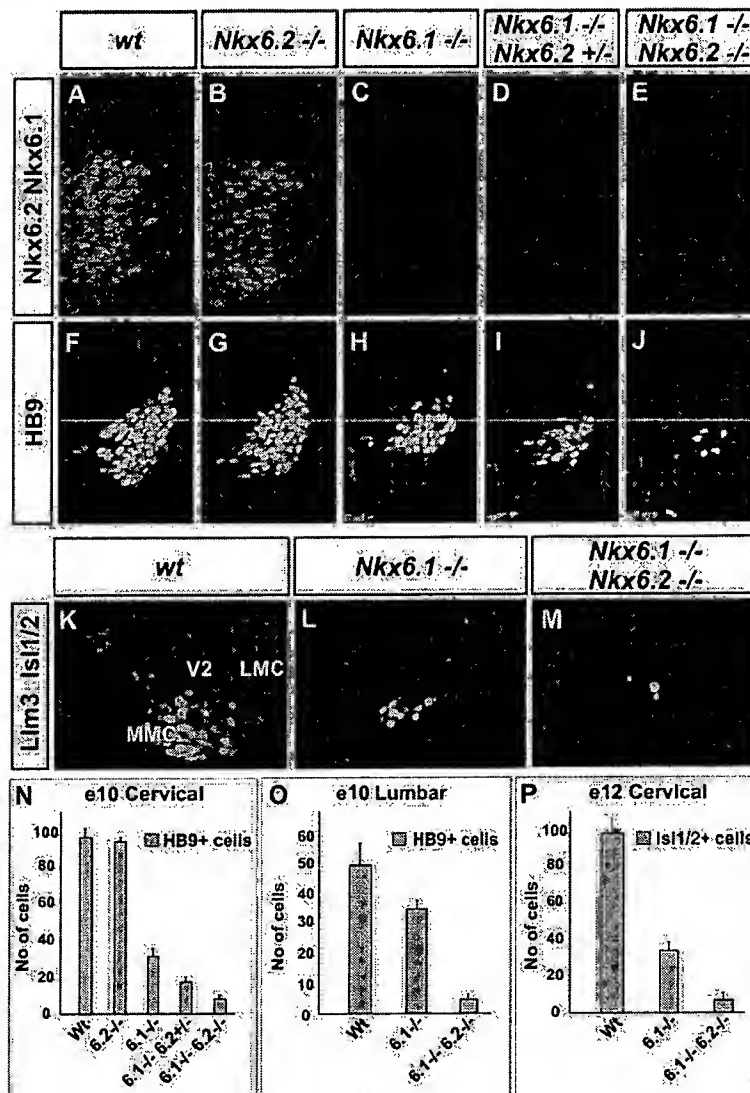 wt
Nkx6.2 -/-
Nkx6.1 -/-
Nkx6.1 -/-
Nkx6.2 +/-
Nkx6.1 -/-
Nkx6.2 -/-
Nkx6.2 Nkx6.1
A
B
C
D
E
HB9
F
G
H
I
J
wt
Nkx6.1 -/-
Nkx6.1 -/-
Nkx6.2 -/-
Lim3 Isl1/2
K
V2
LMC
MMC
L
M
N
e10 Cervical
HB9+ cells
No of cells
100
80
60
40
20
0
Wt
6.2-/-
6.1-/-
6.1-/- 6.2+/-
6.1-/- 6.2-/-
O
e10 Lumbar
HB9+ cells
No of cells
60
50
40
30
20
10
0
Wt
6.1-/-
6.1-/- 6.2-/-
P
e12 Cervical
Isl1/2+ cells
No of cells
100
80
60
40
20
0
Wt
6.1-/-
6.1-/- 6.2-/-